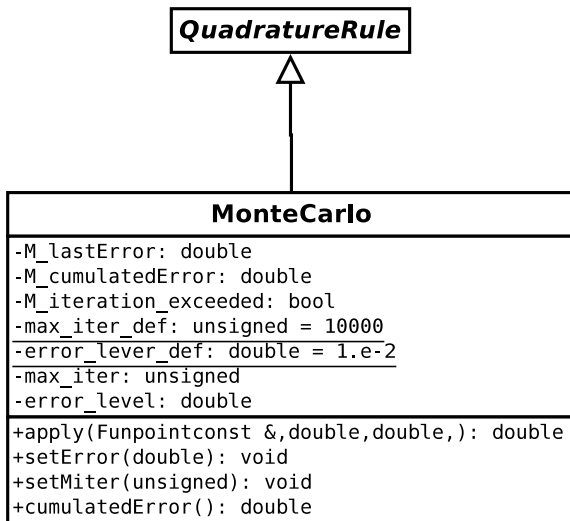 QuadratureRule
MonteCarlo
-M_lastError: double
-M_cumulatedError: double
-M_iteration_exceeded: bool
-max_iter_def: unsigned = 10000
-error_lever_def: double = 1.e-2
-max_iter: unsigned
-error_level: double
+apply(Funpointconst &,double,double,): double
+setError(double): void
+setMiter(unsigned): void
+cumulatedError(): double